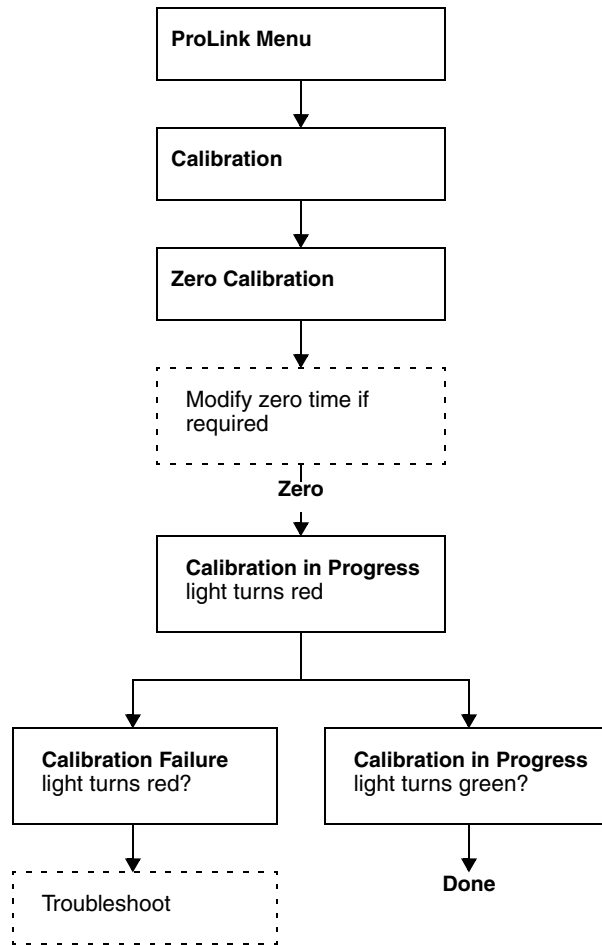 ProLink Menu
Calibration
Zero Calibration
Modify zero time if
required
Zero
Calibration in Progress
light turns red
Calibration Failure
light turns red?
Calibration in Progress
light turns green?
Troubleshoot
Done